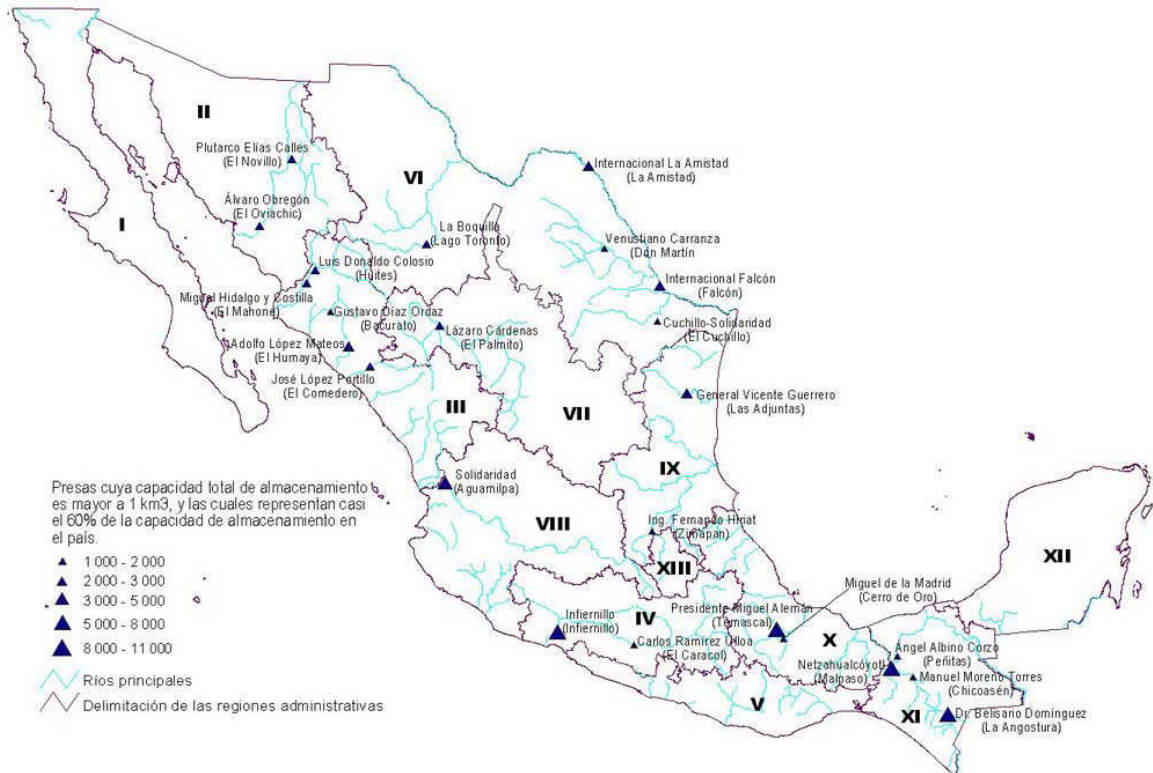 II
Plutarco Elías Calles
(El Novillo)
Internacional La Amistad
(La Amistad)
VI
Álvaro Obregón
(El Oviachic)
I
La Boquilla
(Lago Toronto)
Venustiano Carranza
(Don Martín
Luis Donaldo Colosio
(Huites)
Internacional Falcón
(Falcón)
Miguel Hidalgo y Costilla
(El Mahone)
Gustavo Díaz Ordaz
(Bacurato)
Lázaro Cárdenas
(El Palmito)
Cuchillo-Solidaridad
(El Cuchillo)
Adolfo López Mateos
(El Humaya)
José López Portillo
(El Comedero)
General Vicente Guerrero
(Las Adjuntas)
III
VII
IX
Solidaridad
(Aguamilpa)
Presas cuya capacidad total de almacenamiento
es mayor a 1 km3, y las cuales representan casi
el 60% de la capacidad de almacenamiento en
el país.
1 000 - 2 000
2 000 - 3 000
3 000 - 5 000
5 000 - 8 000
8 000 - 11 000
Ríos principales
Delimitación de las regiones administrativas
VIII
Ing. Fernando Hiriat
(Zimapan)
XIII
XII
Miguel de la Madrid
(Cerro de Oro)
IV
Presidente Miguel Alemán
(Temascal)
Infiernillo
(Infiernillo)
Carlos Ramírez Ulloa
(El Caracol)
X
Ángel Albino Corzo
(Peñitas)
Netzahualcóyotl
(Malpaso)
Manuel Moreno Torres
(Chicoasén)
V
XI
Dr. Belisario Domínguez
(La Angostura)